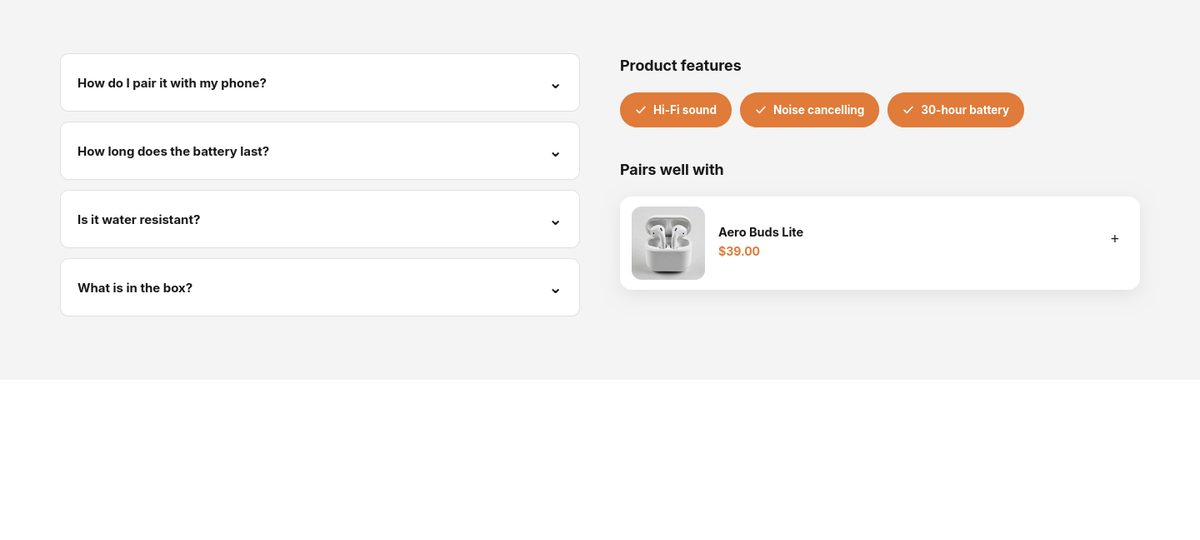 How do I pair it with my phone?
How long does the battery last?
Is it water resistant?
What is in the box?
Product features
Hi-Fi sound
Noise cancelling
30-hour battery
Pairs well with
Aero Buds Lite
$39.00
+